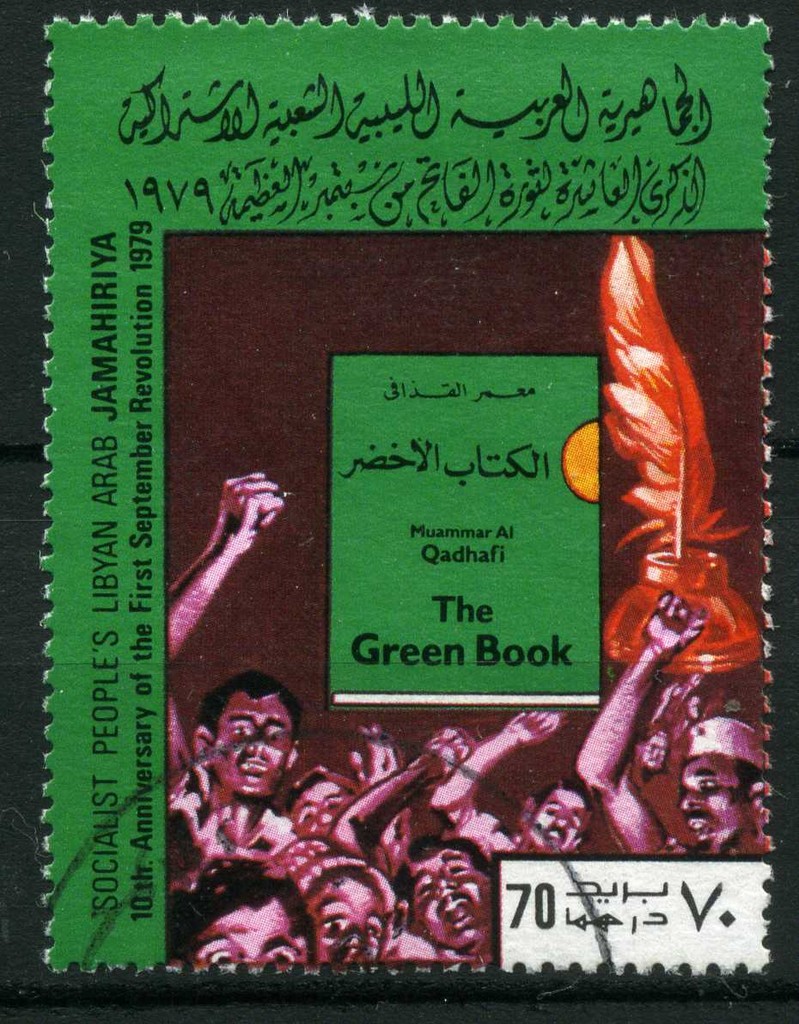 الجماهيرية العربية الليبية الشعبية الاشتراكية
الذكرى العاشرة لثورة الفاتح من "سبتمبر" العظيمة ١٩٧٩
SOCIALIST PEOPLE'S LIBYAN ARAB JAMAHIRIYA
10th. Anniversary of the First September Revolution 1979
معمر القذافى
الكتاب الأخضر
Muammar Al
Qadhafi
The
Green Book
70 بريد ٧٠
درهما